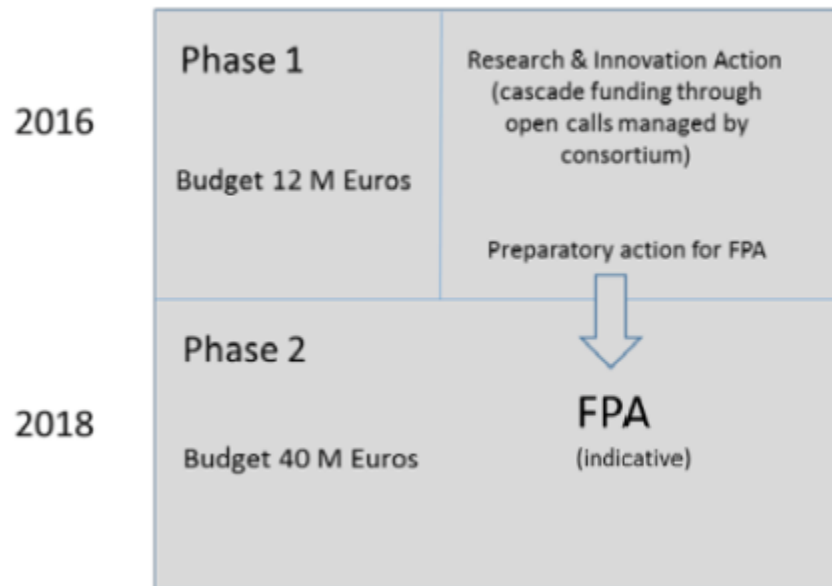 2016
Phase 1
Budget 12 M Euros
Research & Innovation Action
(cascade funding through
open calls managed by
consortium)
Preparatory action for FPA
2018
Phase 2
Budget 40 M Euros
FPA
(indicative)